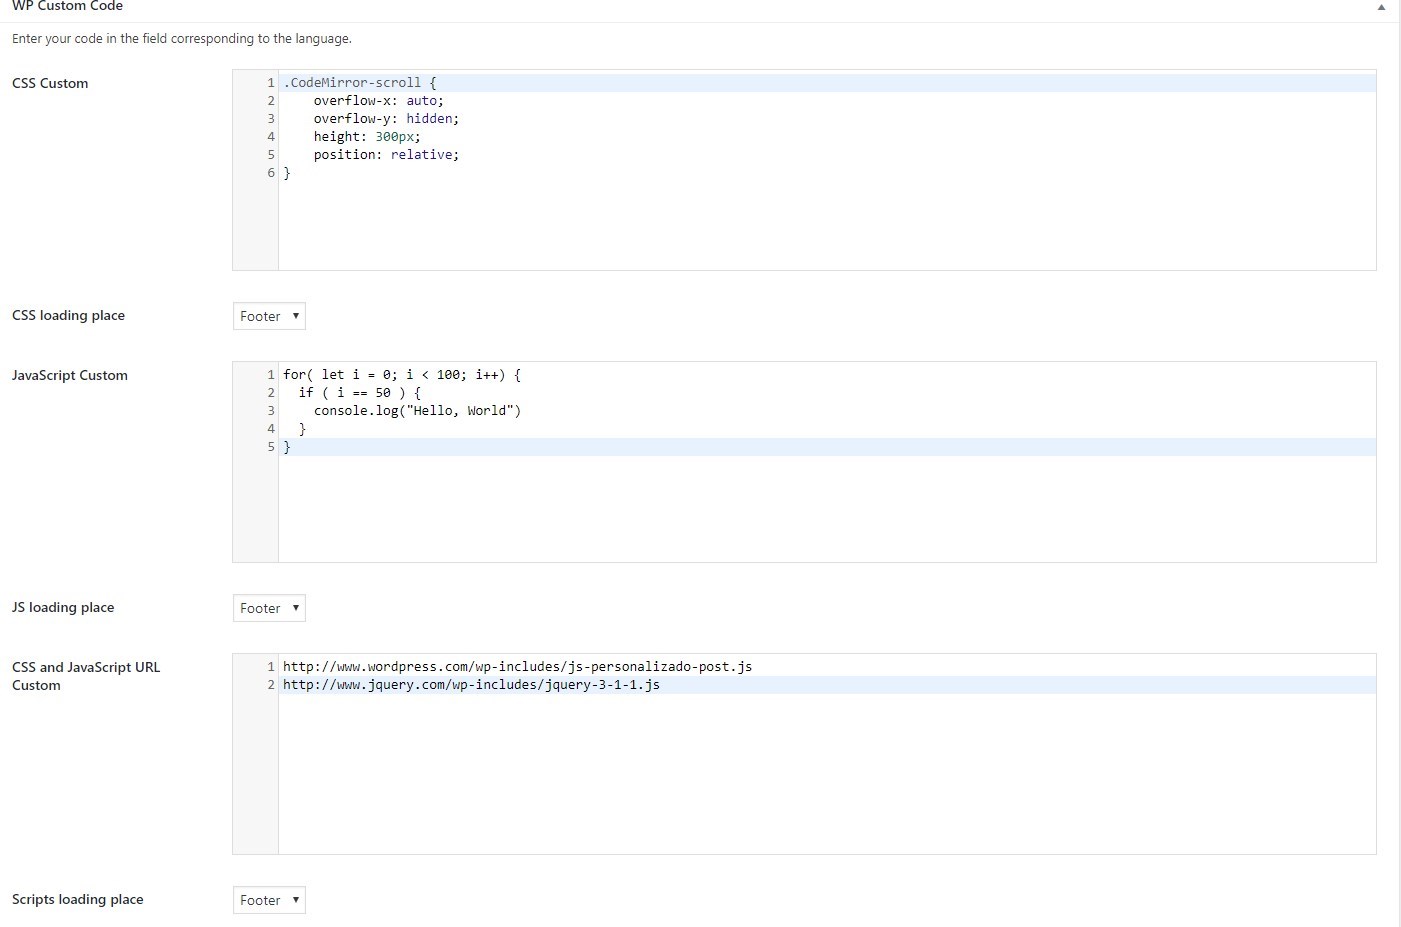 WP Custom Code ▲
Enter your code in the field corresponding to the language.
CSS Custom
1 .CodeMirror-scroll {
2     overflow-x: auto;
3     overflow-y: hidden;
4     height: 300px;
5     position: relative;
6 }
CSS loading place
Footer ▼
JavaScript Custom
1 for( let i = 0; i < 100; i++) {
2   if ( i == 50 ) {
3     console.log("Hello, World")
4   }
5 }
JS loading place
Footer ▼
CSS and JavaScript URL
Custom
1 http://www.wordpress.com/wp-includes/js-personalizado-post.js
2 http://www.jquery.com/wp-includes/jquery-3-1-1.js
Scripts loading place
Footer ▼